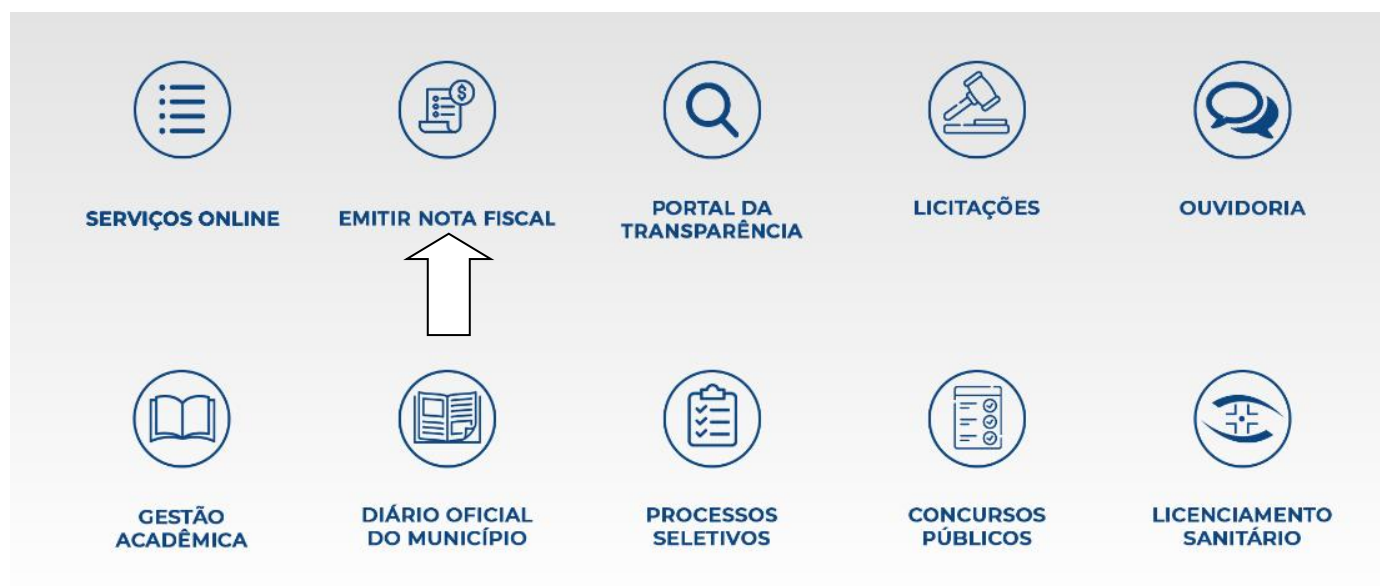 SERVIÇOS ONLINE
EMITIR NOTA FISCAL
PORTAL DA
TRANSPARÊNCIA
LICITAÇÕES
OUVIDORIA
GESTÃO
ACADÊMICA
DIÁRIO OFICIAL
DO MUNICÍPIO
PROCESSOS
SELETIVOS
CONCURSOS
PÚBLICOS
LICENCIAMENTO
SANITÁRIO